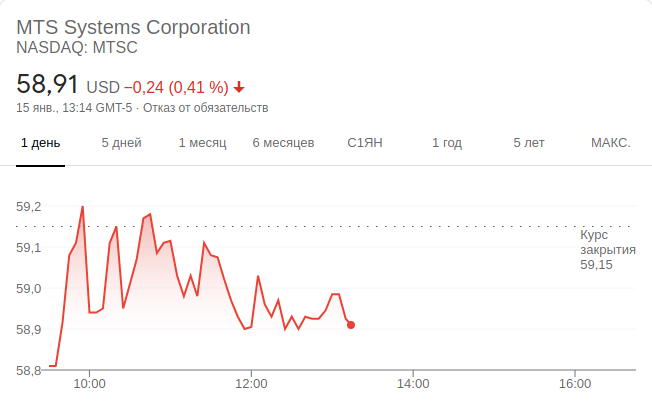 MTS Systems Corporation
NASDAQ: MTSC
58,91 USD −0,24 (0,41 %)
15 янв., 13:14 GMT-5 · Отказ от обязательств
1 день 5 дней 1 месяц 6 месяцев С1ЯН 1 год 5 лет МАКС.
59,2
59,1
59,0
58,9
58,8
Курс
закрытия
59,15
10:00 12:00 14:00 16:00